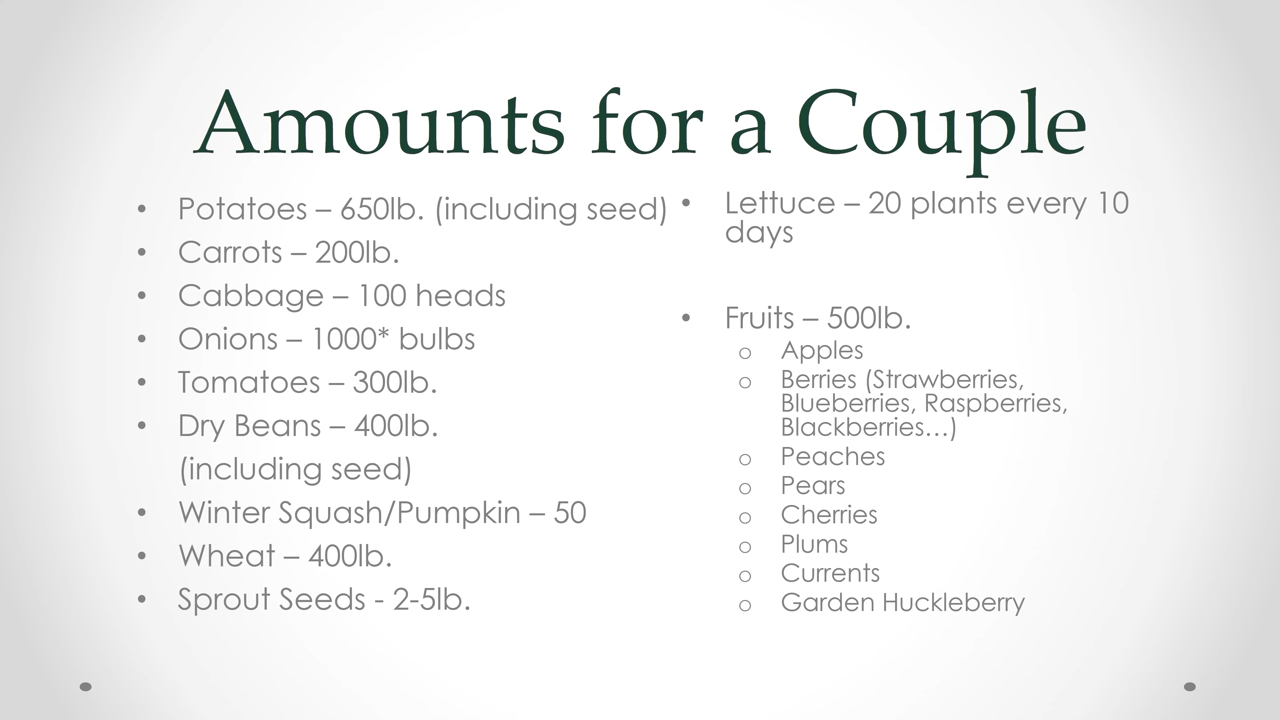 Amounts for a Couple
• Potatoes – 650lb. (including seed)
• Carrots – 200lb.
• Cabbage – 100 heads
• Onions – 1000* bulbs
• Tomatoes – 300lb.
• Dry Beans – 400lb.
(including seed)
• Winter Squash/Pumpkin – 50
• Wheat – 400lb.
• Sprout Seeds - 2-5lb.
• Lettuce – 20 plants every 10
days
• Fruits – 500lb.
o Apples
o Berries (Strawberries,
Blueberries, Raspberries,
Blackberries…)
o Peaches
o Pears
o Cherries
o Plums
o Currents
o Garden Huckleberry